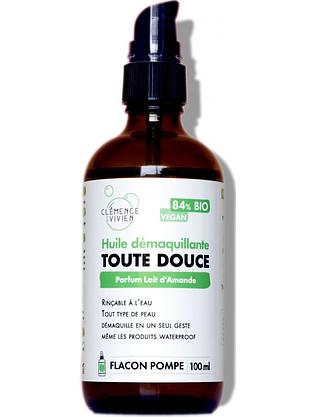 CLÉMENCE
& VIVIEN
84% BIO
VEGAN
Huile démaquillante
TOUTE DOUCE
Parfum Lait d'Amande
RINÇABLE À L'EAU
TOUT TYPE DE PEAU
DÉMAQUILLE EN UN SEUL GESTE
MÊME LES PRODUITS WATERPROOF
FLACON POMPE 100 ml